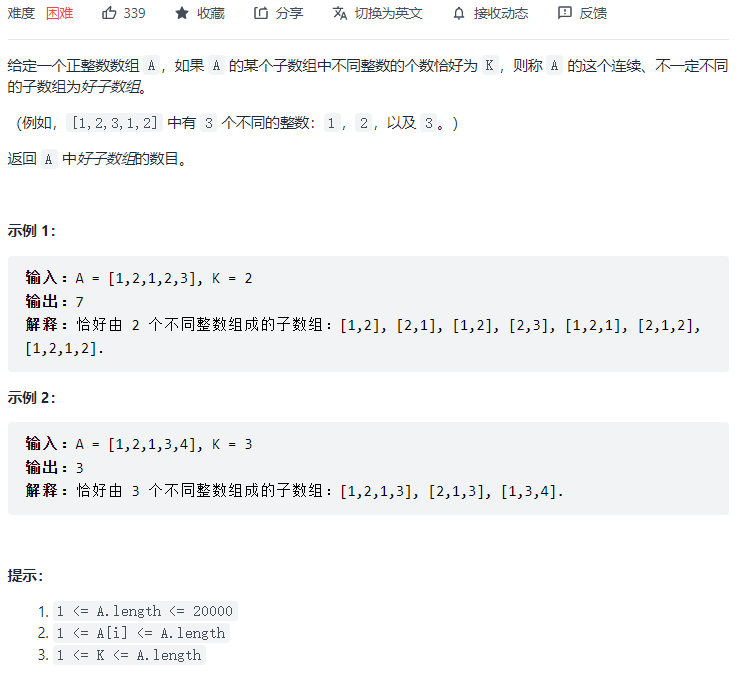 难度 困难 339 收藏 分享 切换为英文 接收动态 反馈
给定一个正整数数组 A，如果 A 的某个子数组中不同整数的个数恰好为 K，则称 A 的这个连续、不一定不同
的子数组为好子数组。
（例如，[1,2,3,1,2] 中有 3 个不同的整数：1，2，以及 3。）
返回 A 中好子数组的数目。
示例 1：
输入：A = [1,2,1,2,3], K = 2
输出：7
解释：恰好由 2 个不同整数组成的子数组：[1,2], [2,1], [1,2], [2,3], [1,2,1], [2,1,2],
[1,2,1,2].
示例 2：
输入：A = [1,2,1,3,4], K = 3
输出：3
解释：恰好由 3 个不同整数组成的子数组：[1,2,1,3], [2,1,3], [1,3,4].
提示：
1. 1 <= A.length <= 20000
2. 1 <= A[i] <= A.length
3. 1 <= K <= A.length